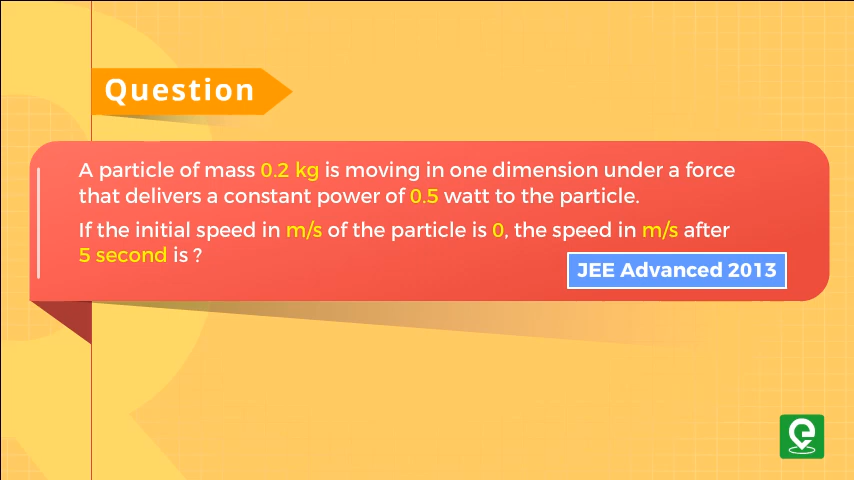 Question
A particle of mass 0.2 kg is moving in one dimension under a force
that delivers a constant power of 0.5 watt to the particle.
If the initial speed in m/s of the particle is 0, the speed in m/s after
5 second is ?
JEE Advanced 2013